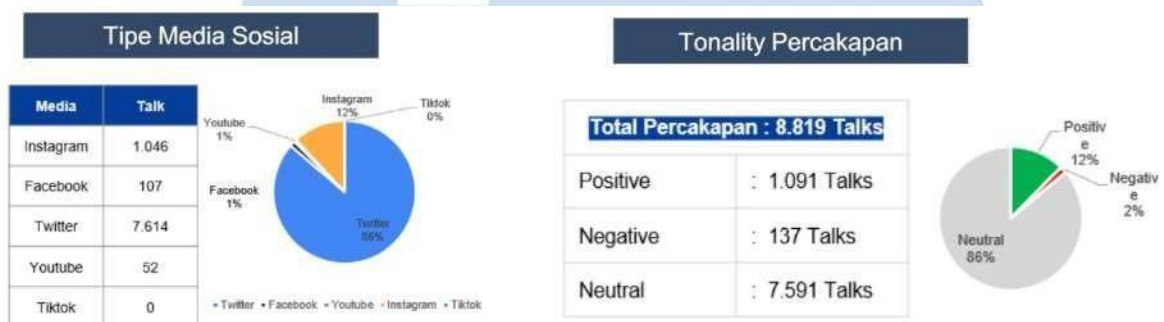 Tipe Media Sosial
Media Talk
Instagram 1.046
Facebook 107
Twitter 7.614
Youtube 52
Tiktok 0
Instagram
12%
Tiktok
0%
Youtube
1%
Facebook
1%
Twitter
86%
Twitter Facebook Youtube Instagram Tiktok
Tonality Percakapan
Total Percakapan : 8.819 Talks
Positive : 1.091 Talks
Negative : 137 Talks
Neutral : 7.591 Talks
Positiv
e
12%
Negativ
e
2%
Neutral
86%